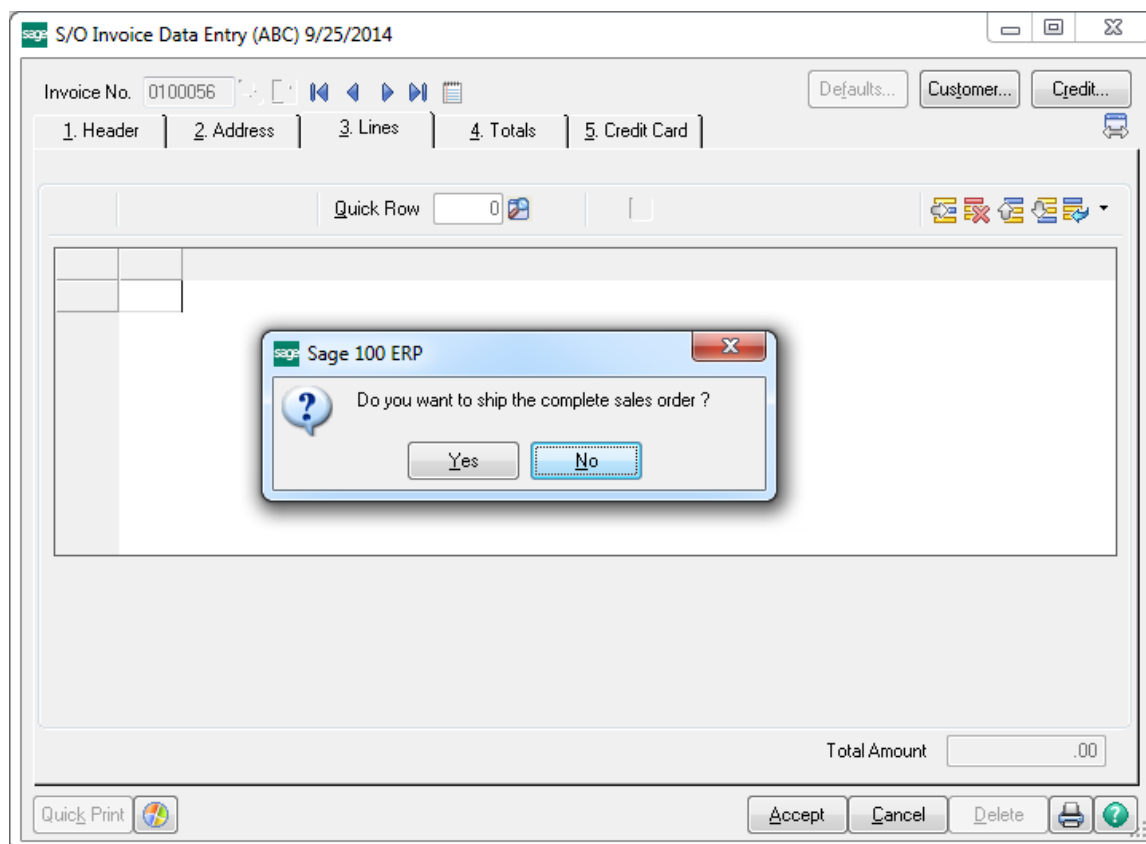 sage S/O Invoice Data Entry (ABC) 9/25/2014
Invoice No. 0100056 Defaults... Customer... Credit...
1. Header 2. Address 3. Lines 4. Totals 5. Credit Card
Quick Row 0
sage Sage 100 ERP
Do you want to ship the complete sales order ?
Yes No
Total Amount .00
Quick Print Accept Cancel Delete